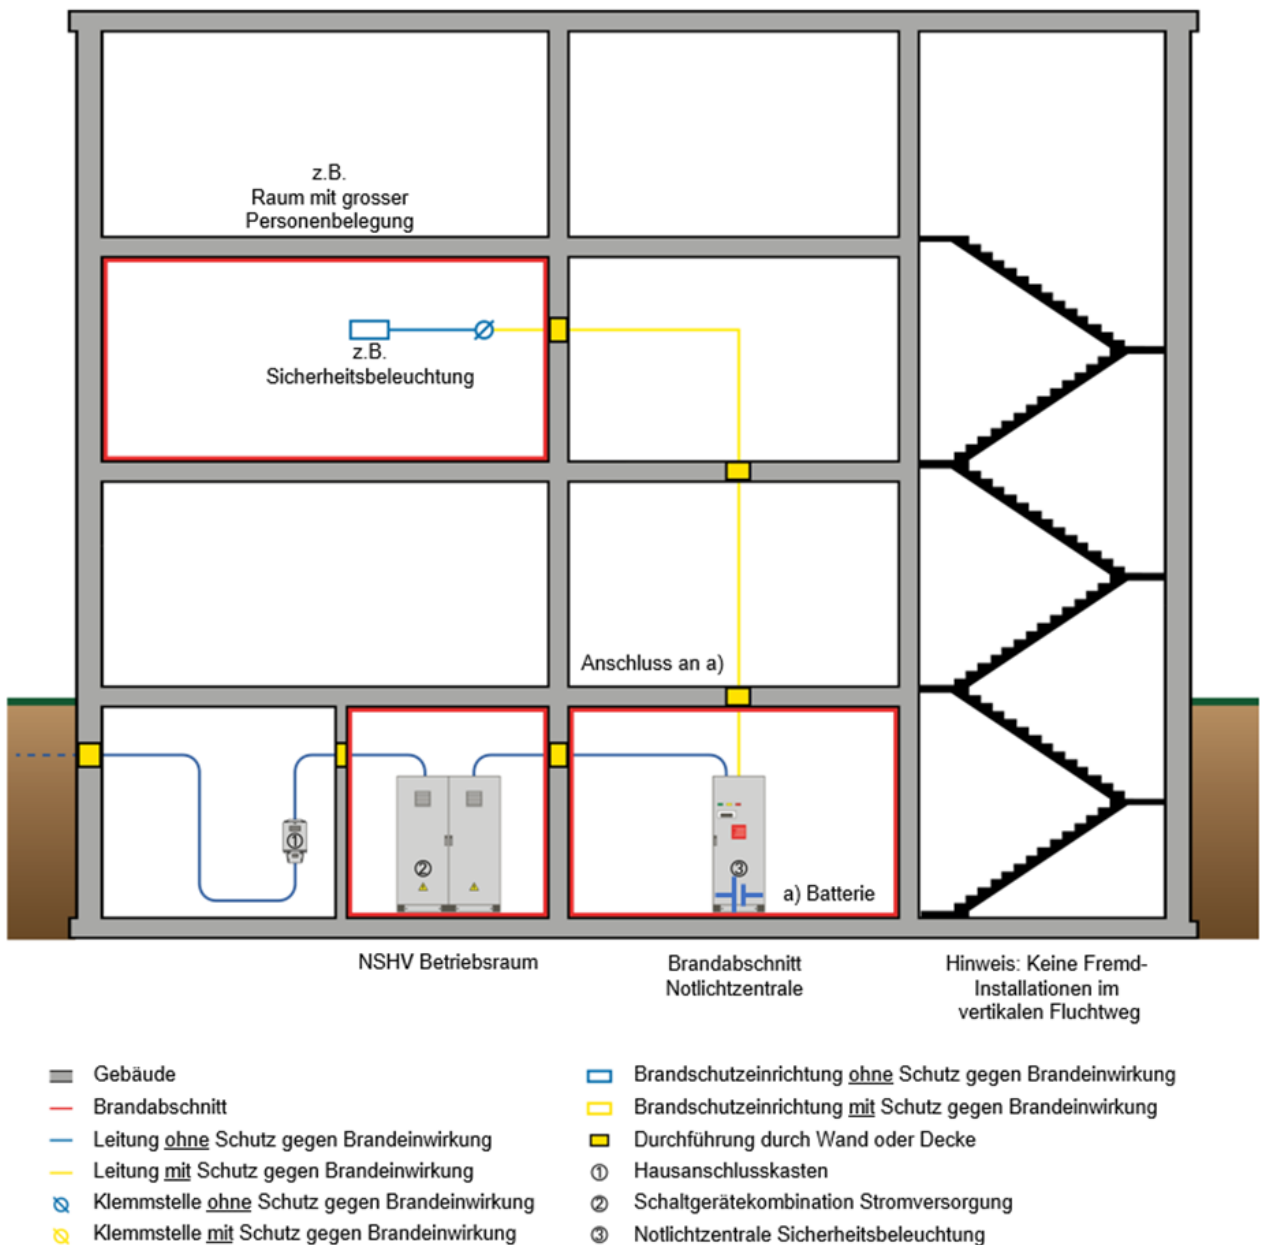 z.B.
Raum mit grosser
Personenbelegung
z.B.
Sicherheitsbeleuchtung
Anschluss an a)
①
②
③
a) Batterie
NSHV Betriebsraum
Brandabschnitt
Notlichtzentrale
Hinweis: Keine Fremd-
Installationen im
vertikalen Fluchtweg
Gebäude
Brandabschnitt
Leitung ohne Schutz gegen Brandeinwirkung
Leitung mit Schutz gegen Brandeinwirkung
Klemmstelle ohne Schutz gegen Brandeinwirkung
Klemmstelle mit Schutz gegen Brandeinwirkung
Brandschutzeinrichtung ohne Schutz gegen Brandeinwirkung
Brandschutzeinrichtung mit Schutz gegen Brandeinwirkung
Durchführung durch Wand oder Decke
① Hausanschlusskasten
② Schaltgerätekombination Stromversorgung
③ Notlichtzentrale Sicherheitsbeleuchtung